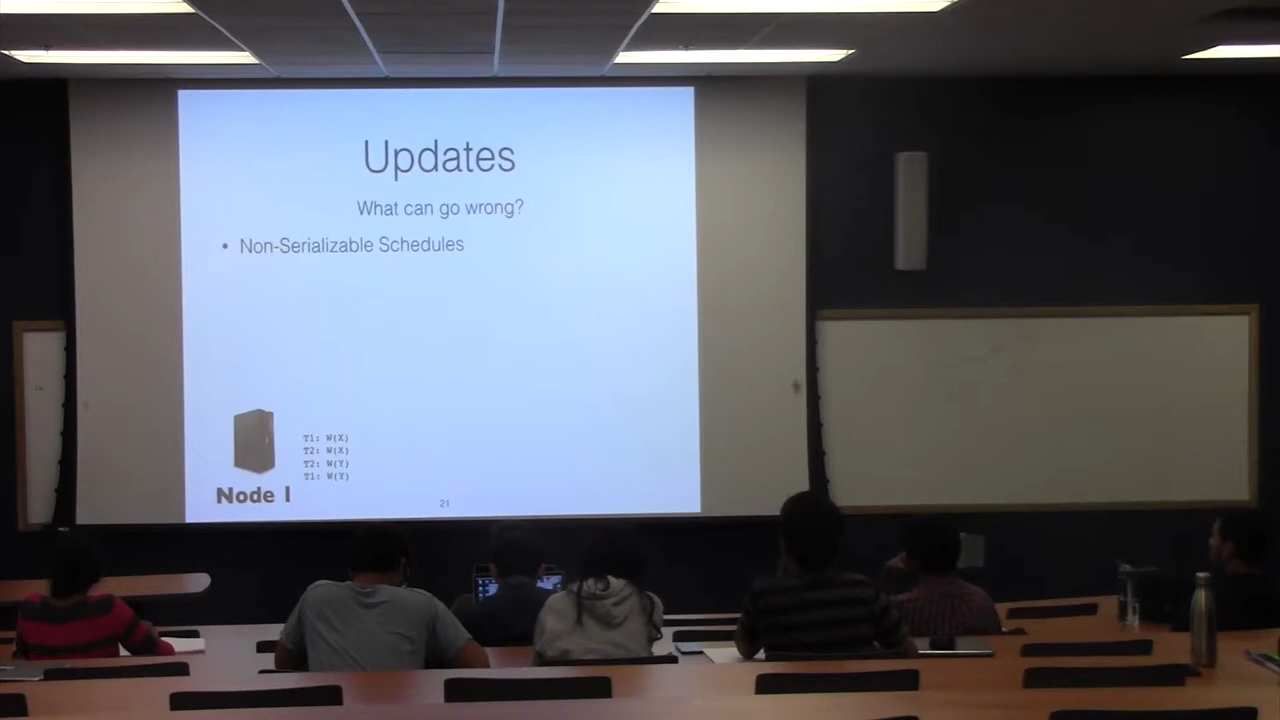 Updates
What can go wrong?
• Non-Serializable Schedules
T1: W(X)
T2: W(X)
T2: W(Y)
T1: W(Y)
Node 1
21